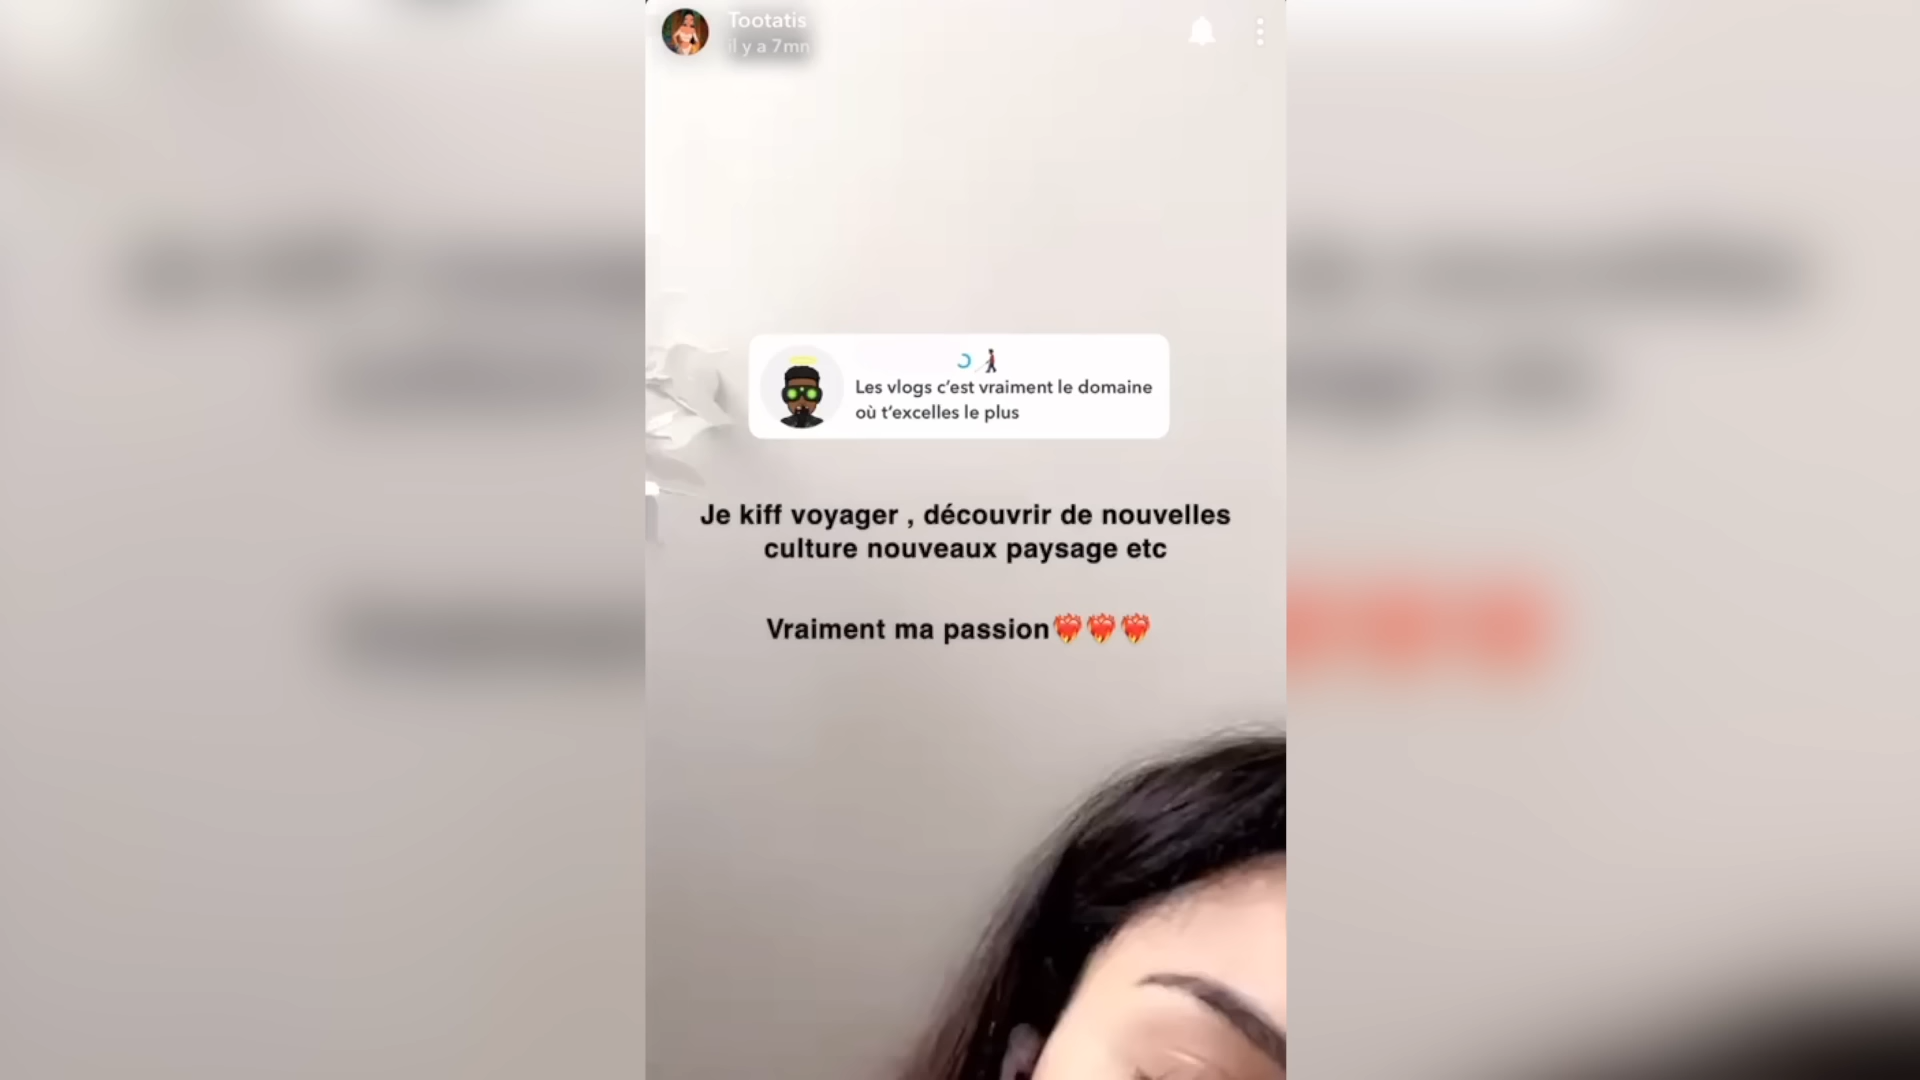 Tootatis
il y a 7mn
Les vlogs c’est vraiment le domaine
où t’excelles le plus
Je kiff voyager , découvrir de nouvelles
culture nouveaux paysage etc
Vraiment ma passion❤️‍🔥❤️‍🔥❤️‍🔥